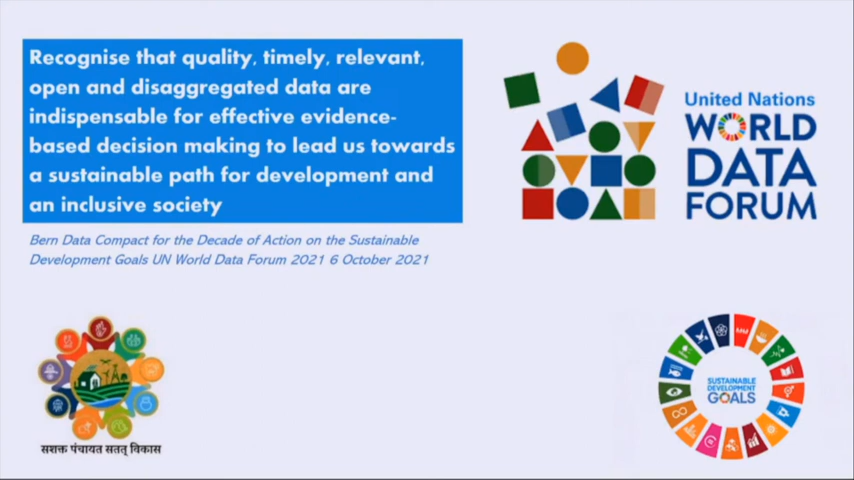 Recognise that quality, timely, relevant,
open and disaggregated data are
indispensable for effective evidence-
based decision making to lead us towards
a sustainable path for development and
an inclusive society
Bern Data Compact for the Decade of Action on the Sustainable
Development Goals UN World Data Forum 2021 6 October 2021
United Nations
WORLD
DATA
FORUM
सशक्त पंचायत सतत् विकास
SUSTAINABLE
DEVELOPMENT
GOALS